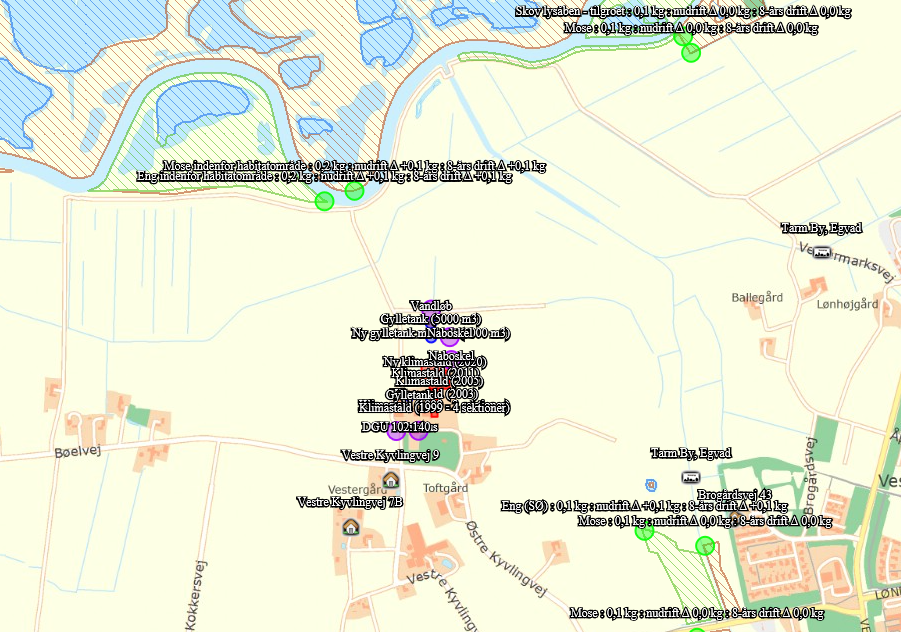 Skov lysåben - tilgroet : 0,1 kg : nudrift Δ 0,0 kg : 8-års drift Δ 0,0 kg
Mose : 0,1 kg : nudrift Δ 0,0 kg : 8-års drift Δ 0,0 kg
Mose indenfor habitatområde : 0,2 kg : nudrift Δ +0,1 kg : 8-års drift Δ +0,1 kg
Eng indenfor habitatområde : 0,2 kg : nudrift Δ +0,1 kg : 8-års drift Δ +0,1 kg
Tarm By, Egvad
Vestermarksvej
Ballegård
Lønhøjgård
Vandløb
Gylletank (5000 m3)
Ny gylletank
Naboskel
00 m3)
Naboskel
Ny klimastald (2020)
Klimastald (2011)
Klimastald (2005)
Gylletank
ld (2003)
Klimastald (1999 - 4 sektioner)
DGU 102.140
Bøelvej
Vestre Kyvlingvej 9
Tarm By, Egvad
Brogårdsvej
Vestergård
Toftgård
Brogårdsvej 43
Vestre Kyvlingvej 7B
Eng (SØ) : 0,1 kg : nudrift Δ +0,1 kg : 8-års drift Δ +0,1 kg
Mose : 0,1 kg : nudrift Δ 0,0 kg : 8-års drift Δ 0,0 kg
Østre Kyvlingvej
Kokkersvej
Vestre Kyvling
Mose : 0,1 kg : nudrift Δ 0,0 kg : 8-års drift Δ 0,0 kg